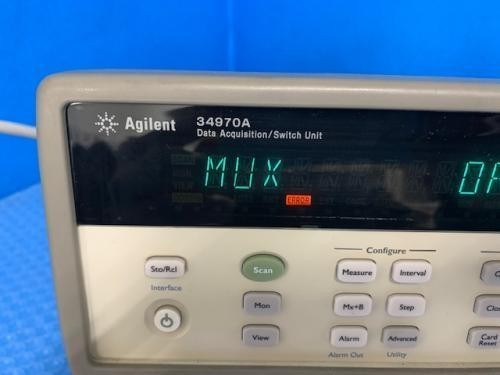 Agilent 34970A
Data Acquisition/Switch Unit
MUX
ERROR
Configure
Sto/Rcl Scan Measure Interval
Interface
Mon Mx+B Step
View Alarm Advanced Card Reset
Alarm Out Utility